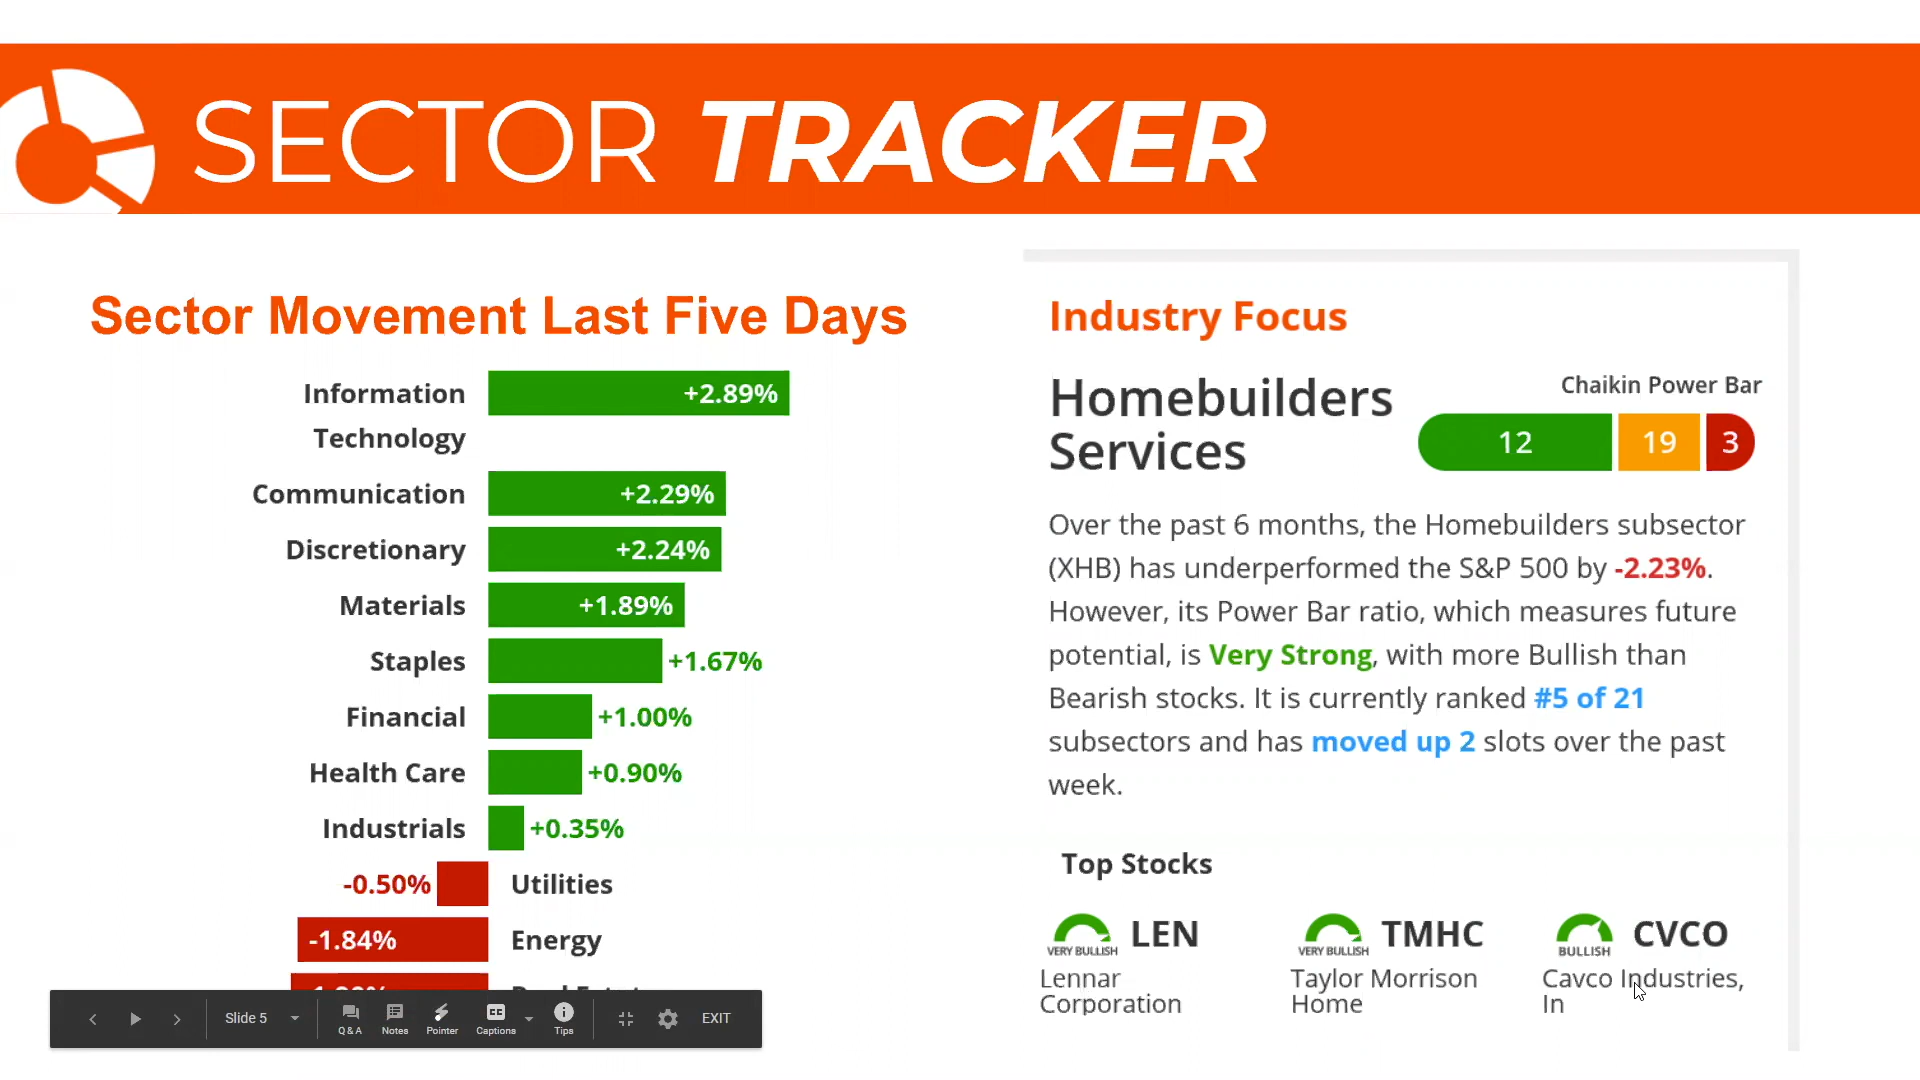 SECTOR TRACKER
Sector Movement Last Five Days
Information
Technology
+2.89%
Communication +2.29%
Discretionary +2.24%
Materials +1.89%
Staples +1.67%
Financial +1.00%
Health Care +0.90%
Industrials +0.35%
-0.50% Utilities
-1.84% Energy
Industry Focus
Homebuilders
Services
Chaikin Power Bar
12 19 3
Over the past 6 months, the Homebuilders subsector
(XHB) has underperformed the S&P 500 by -2.23%.
However, its Power Bar ratio, which measures future
potential, is Very Strong, with more Bullish than
Bearish stocks. It is currently ranked #5 of 21
subsectors and has moved up 2 slots over the past
week.
Top Stocks
VERY BULLISH LEN
Lennar
Corporation
VERY BULLISH TMHC
Taylor Morrison
Home
BULLISH CVCO
Cavco Industries,
In
Slide 5
Q & A
Notes
Pointer
CC
Captions
Tips
EXIT